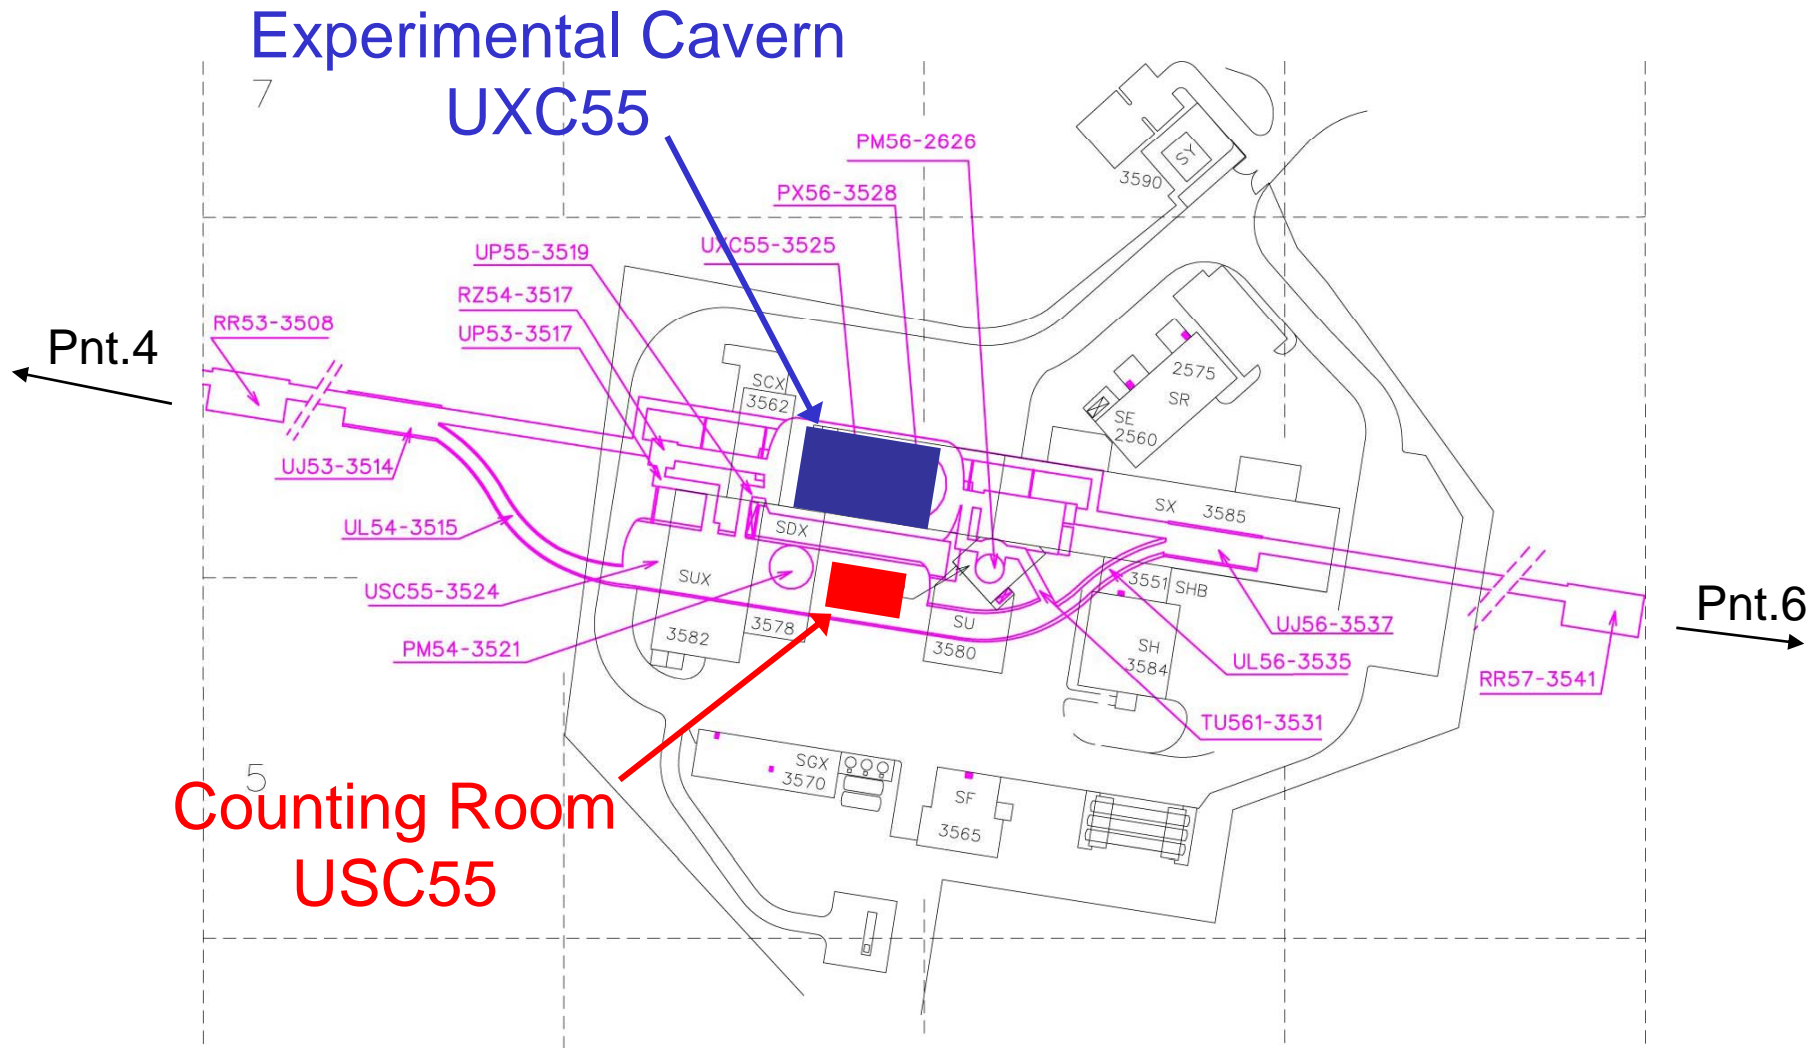 Experimental Cavern
UXC55
7
PM56-2626
SY
3590
PX56-3528
UP55-3519
UXC55-3525
RZ54-3517
RR53-3508
UP53-3517
Pnt.4
2575
SR
SCX
3562
SE
2560
UJ53-3514
SX 3585
UL54-3515
SDX
SUX
3551
SHB
USC55-3524
Pnt.6
SU
UJ56-3537
3578
3582
PM54-3521
3580
SH
3584
UL56-3535
RR57-3541
TU561-3531
5
SGX
3570
SF
3565
Counting Room
USC55